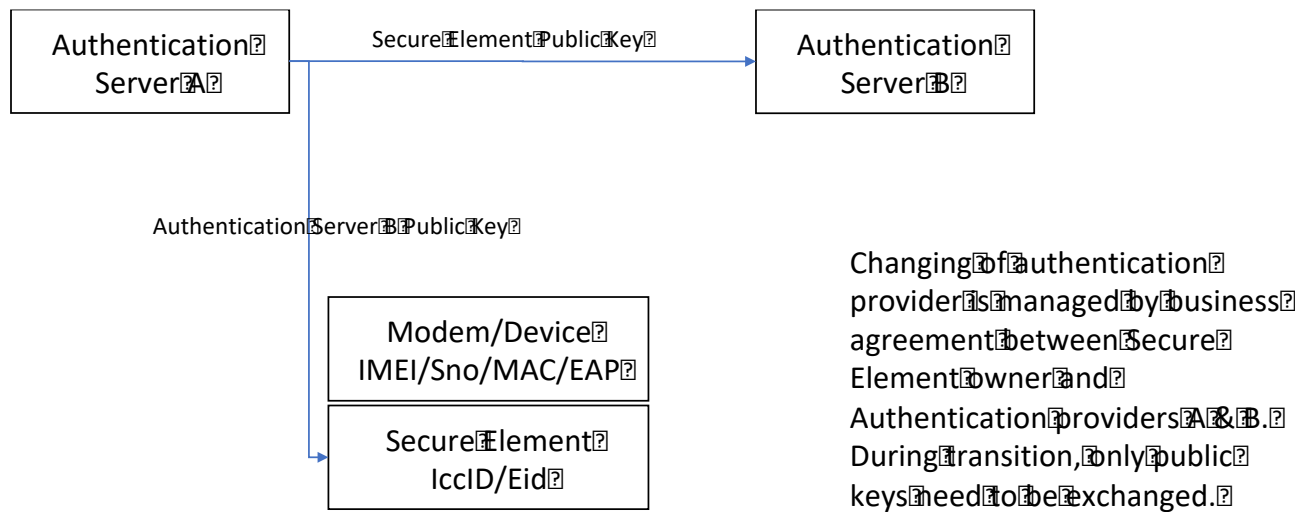 Authentication
Server A
Secure Element Public Key
Authentication
Server B
Authentication Server B Public Key
Modem/Device
IMEI/Sno/MAC/EAP
Secure Element
IccID/Eid
Changing of authentication
provider is managed by business
agreement between Secure
Element owner and
Authentication providers A & B.
During transition, only public
keys need to be exchanged.